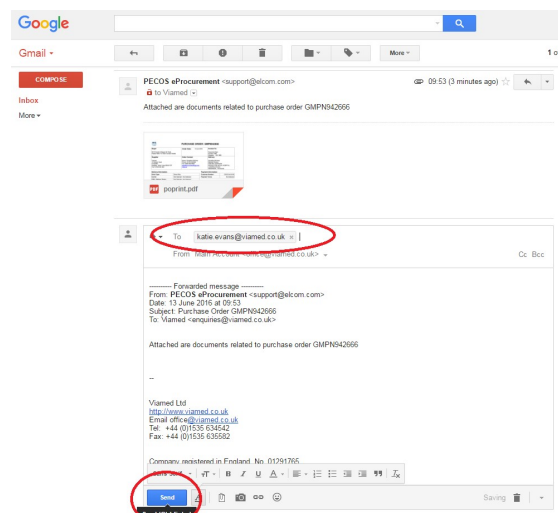 Google
Gmail
More
1 o
COMPOSE
Inbox
More
PECOS eProcurement <support@elcom.com>
09:53 (3 minutes ago)
to Viamed
Attached are documents related to purchase order GMPN942666
PDF poprint.pdf
To katie.evans@viamed.co.uk ×
From Main Account
Cc Bcc
---------- Forwarded message ----------
From: PECOS eProcurement <support@elcom.com>
Date: 13 June 2016 at 09:53
Subject: Purchase Order GMPN942666
To: Viamed <enquiries@viamed.co.uk>
Attached are documents related to purchase order GMPN942666
--
Viamed Ltd
http://www.viamed.co.uk
Email office@viamed.co.uk
Tel: +44 (0)1535 634542
Fax: +44 (0)1535 635582
Company registered in England. No. 01291765
Send
Saving